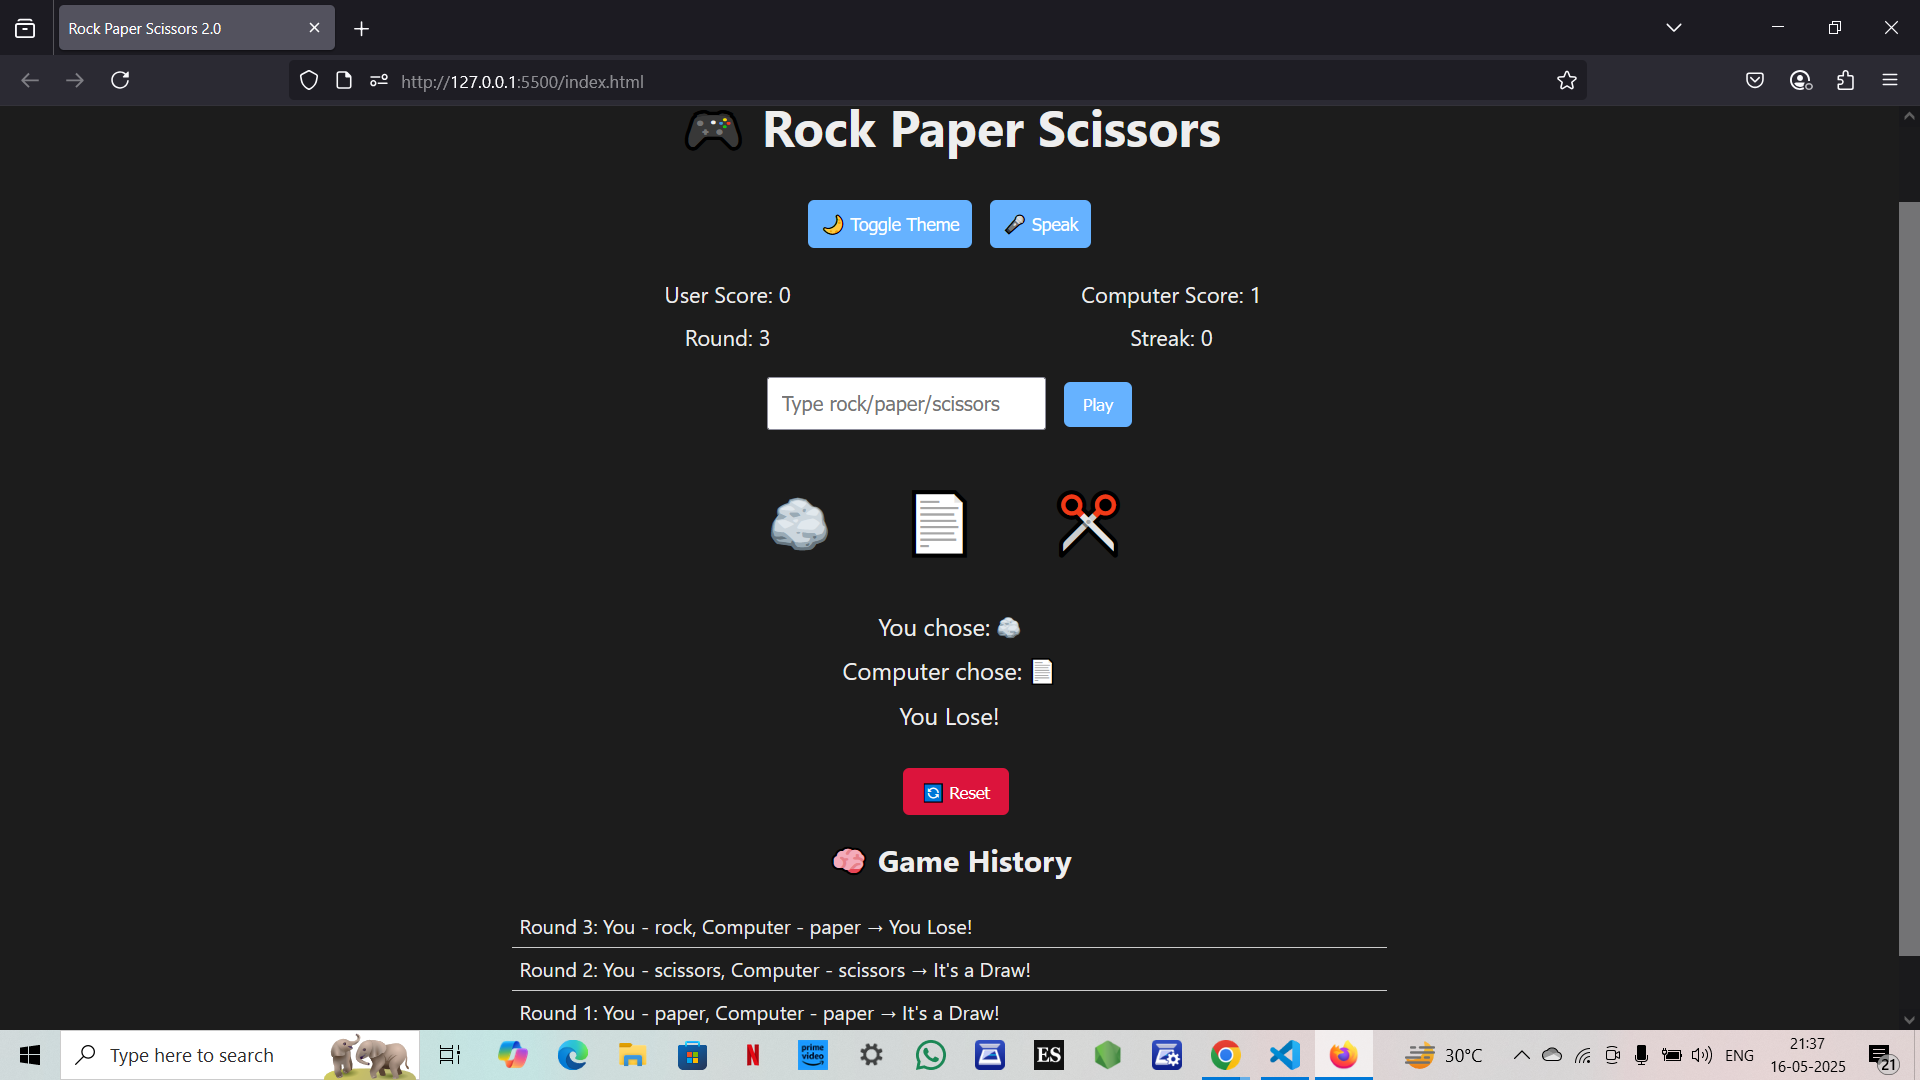 Rock Paper Scissors 2.0
http://127.0.0.1:5500/index.html
🎮 Rock Paper Scissors
🌙 Toggle Theme 🎤 Speak
User Score: 0 Computer Score: 1
Round: 3 Streak: 0
Type rock/paper/scissors Play
You chose: 🪨
Computer chose: 📄
You Lose!
🔄 Reset
🧠 Game History
Round 3: You - rock, Computer - paper → You Lose!
Round 2: You - scissors, Computer - scissors → It's a Draw!
Round 1: You - paper, Computer - paper → It's a Draw!
Type here to search
N
prime video
ES
30°C
ENG
21:37
16-05-2025
21